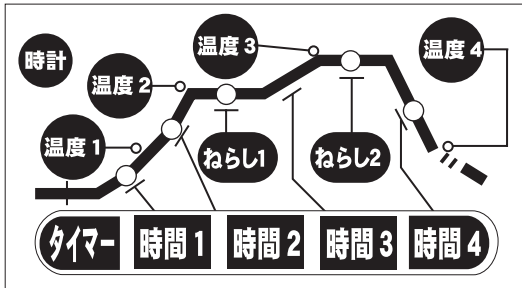 時計
温度1
温度2
温度3
温度4
ねらし1
ねらし2
タイマー
時間1
時間2
時間3
時間4